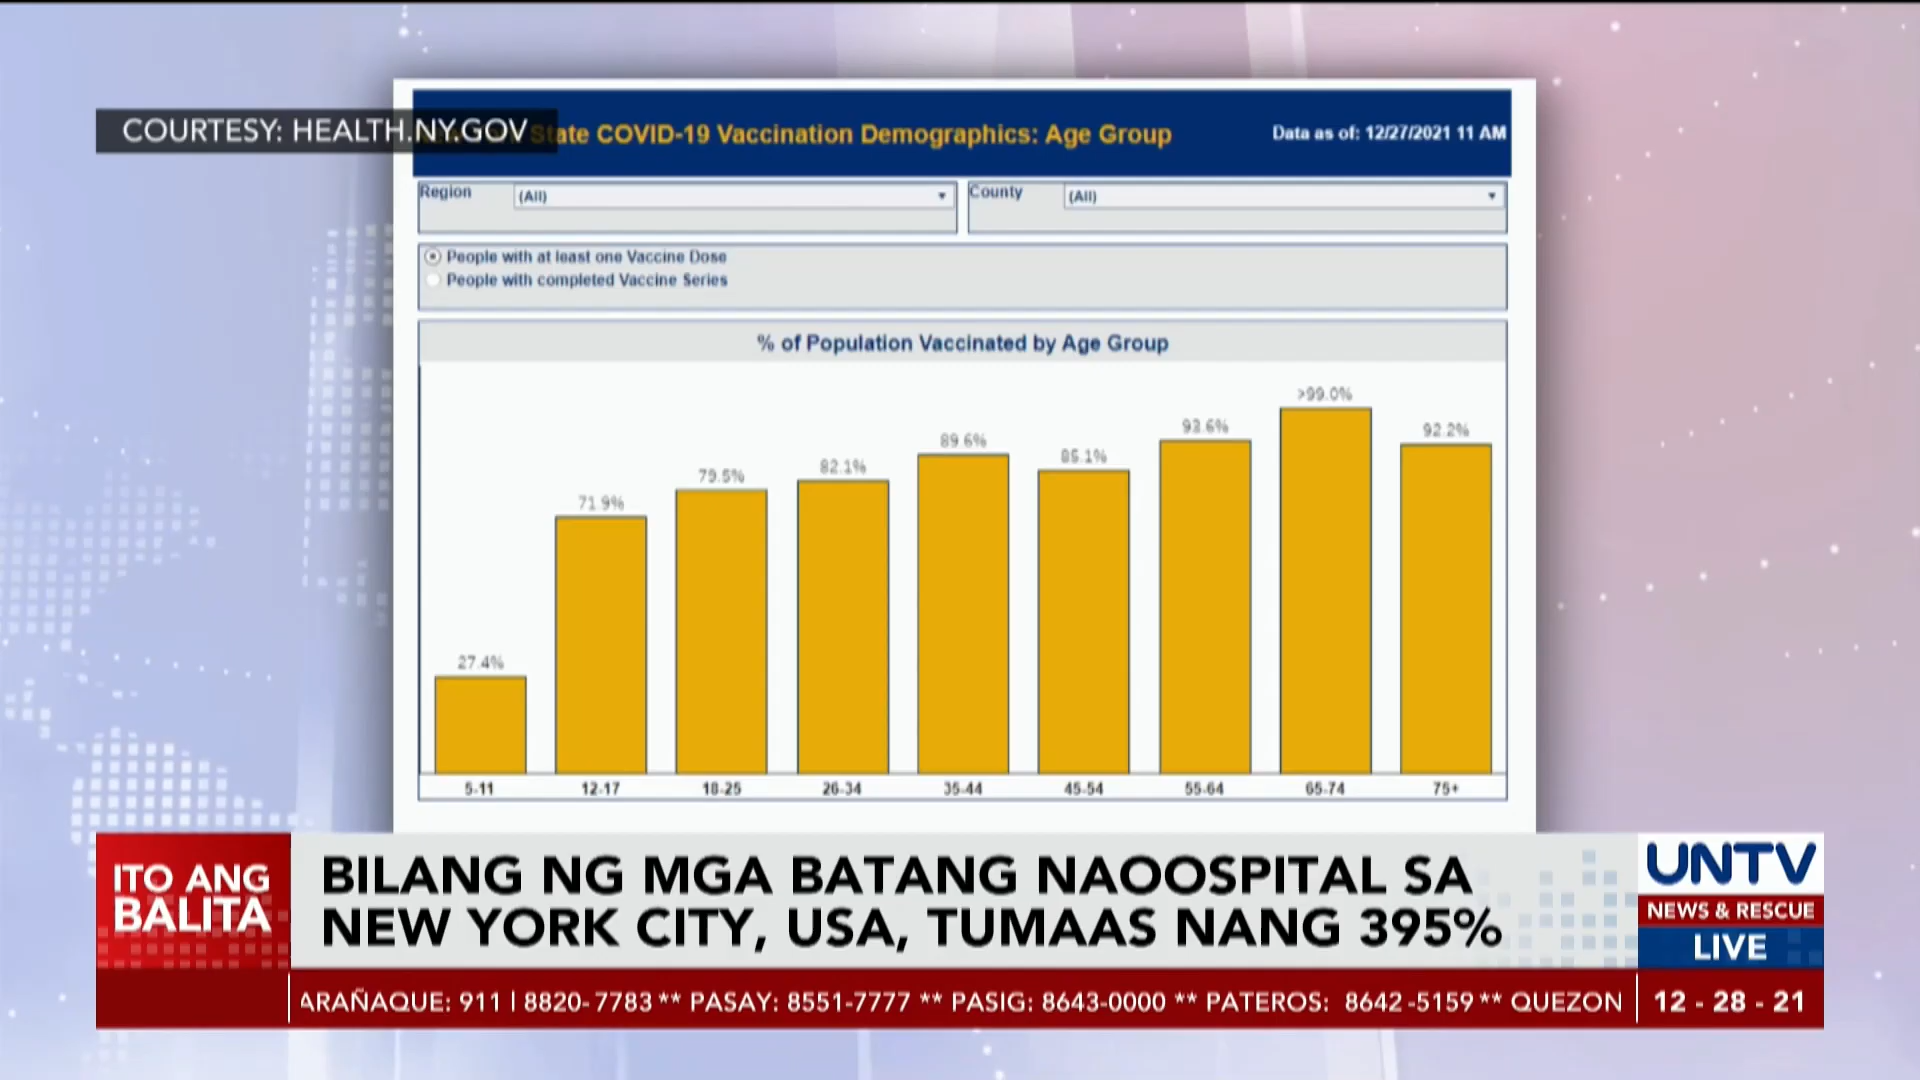 COURTESY: HEALTH.NY.GOV
State COVID-19 Vaccination Demographics: Age Group
Data as of: 12/27/2021 11 AM
Region (All)
County (All)
People with at least one Vaccine Dose
People with completed Vaccine Series
% of Population Vaccinated by Age Group
27.4%
71.9%
79.5%
82.1%
89.6%
85.1%
93.6%
>99.0%
92.2%
5-11
12-17
18-25
26-34
35-44
45-54
55-64
65-74
75+
ITO ANG
BALITA
BILANG NG MGA BATANG NAOOSPITAL SA
NEW YORK CITY, USA, TUMAAS NANG 395%
UNTV
NEWS & RESCUE
LIVE
ARAÑAQUE: 911 | 8820-7783 ** PASAY: 8551-7777 ** PASIG: 8643-0000 ** PATEROS: 8642-5159 ** QUEZON
12 - 28 - 21